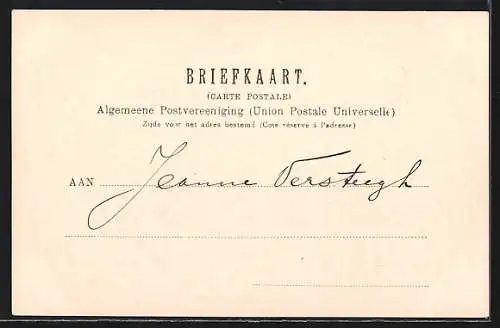 BRIEFKAART.
(CARTE POSTALE)
Algemeene Postvereeniging (Union Postale Universelle)
Zijde voor het adres bestemd (Coté réservé à l'adresse)
AAN Jeanne Versteegh